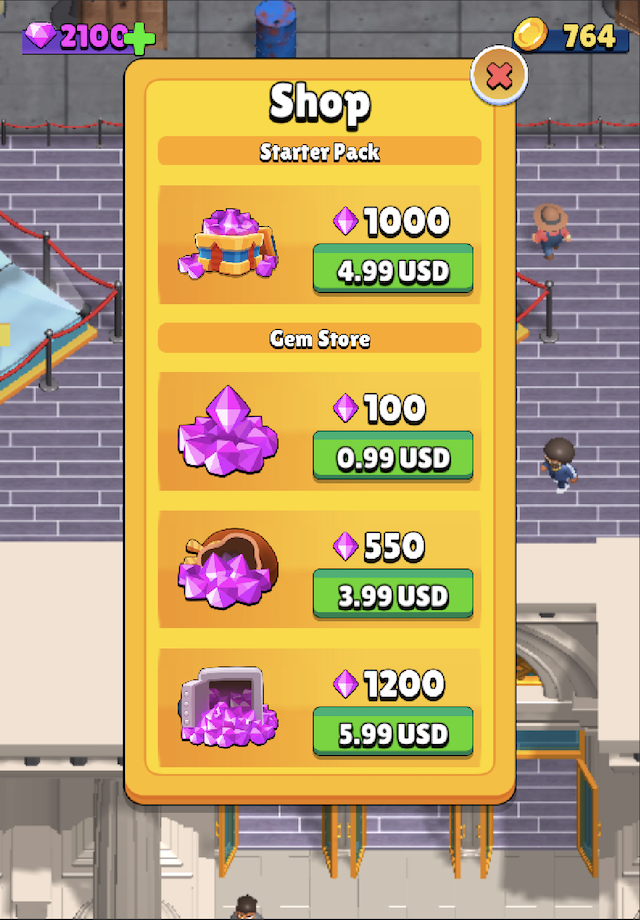 2100
764
Shop
Starter Pack
1000
4.99 USD
Gem Store
100
0.99 USD
550
3.99 USD
1200
5.99 USD